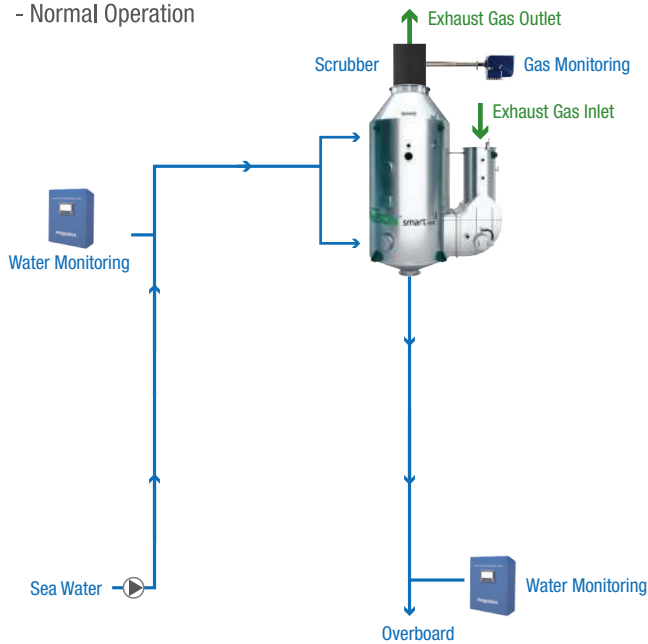 - Normal Operation
Exhaust Gas Outlet
Scrubber
Gas Monitoring
Exhaust Gas Inlet
smart
Water Monitoring
Sea Water
Water Monitoring
Overboard